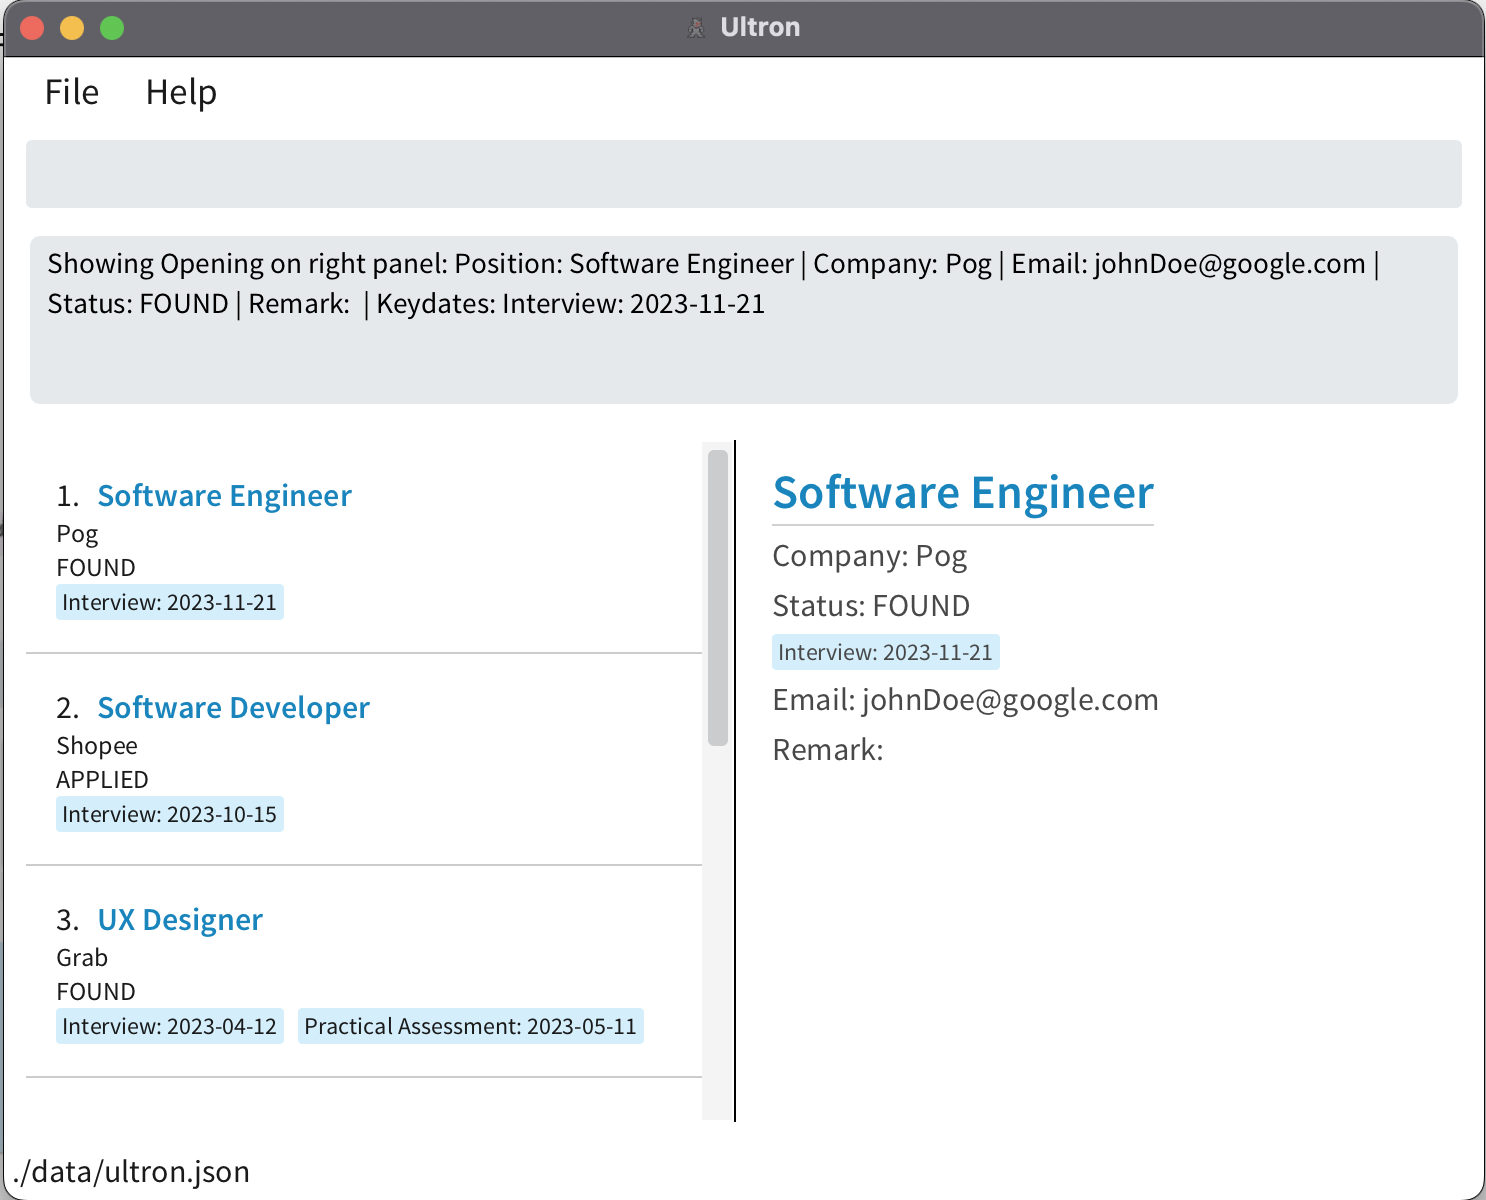 Ultron
File Help
Showing Opening on right panel: Position: Software Engineer | Company: Pog | Email: johnDoe@google.com |
Status: FOUND | Remark:  | Keydates: Interview: 2023-11-21
1. Software Engineer
Pog
FOUND
Interview: 2023-11-21
2. Software Developer
Shopee
APPLIED
Interview: 2023-10-15
3. UX Designer
Grab
FOUND
Interview: 2023-04-12 Practical Assessment: 2023-05-11
Software Engineer
Company: Pog
Status: FOUND
Interview: 2023-11-21
Email: johnDoe@google.com
Remark:
./data/ultron.json